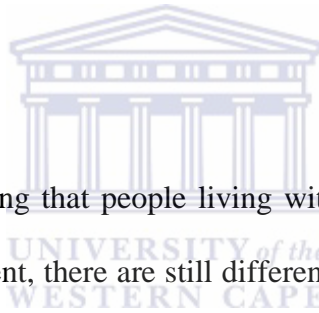 ng that people living wit
UNIVERSITY of the
ent, there are still differen
WESTERN CAPE